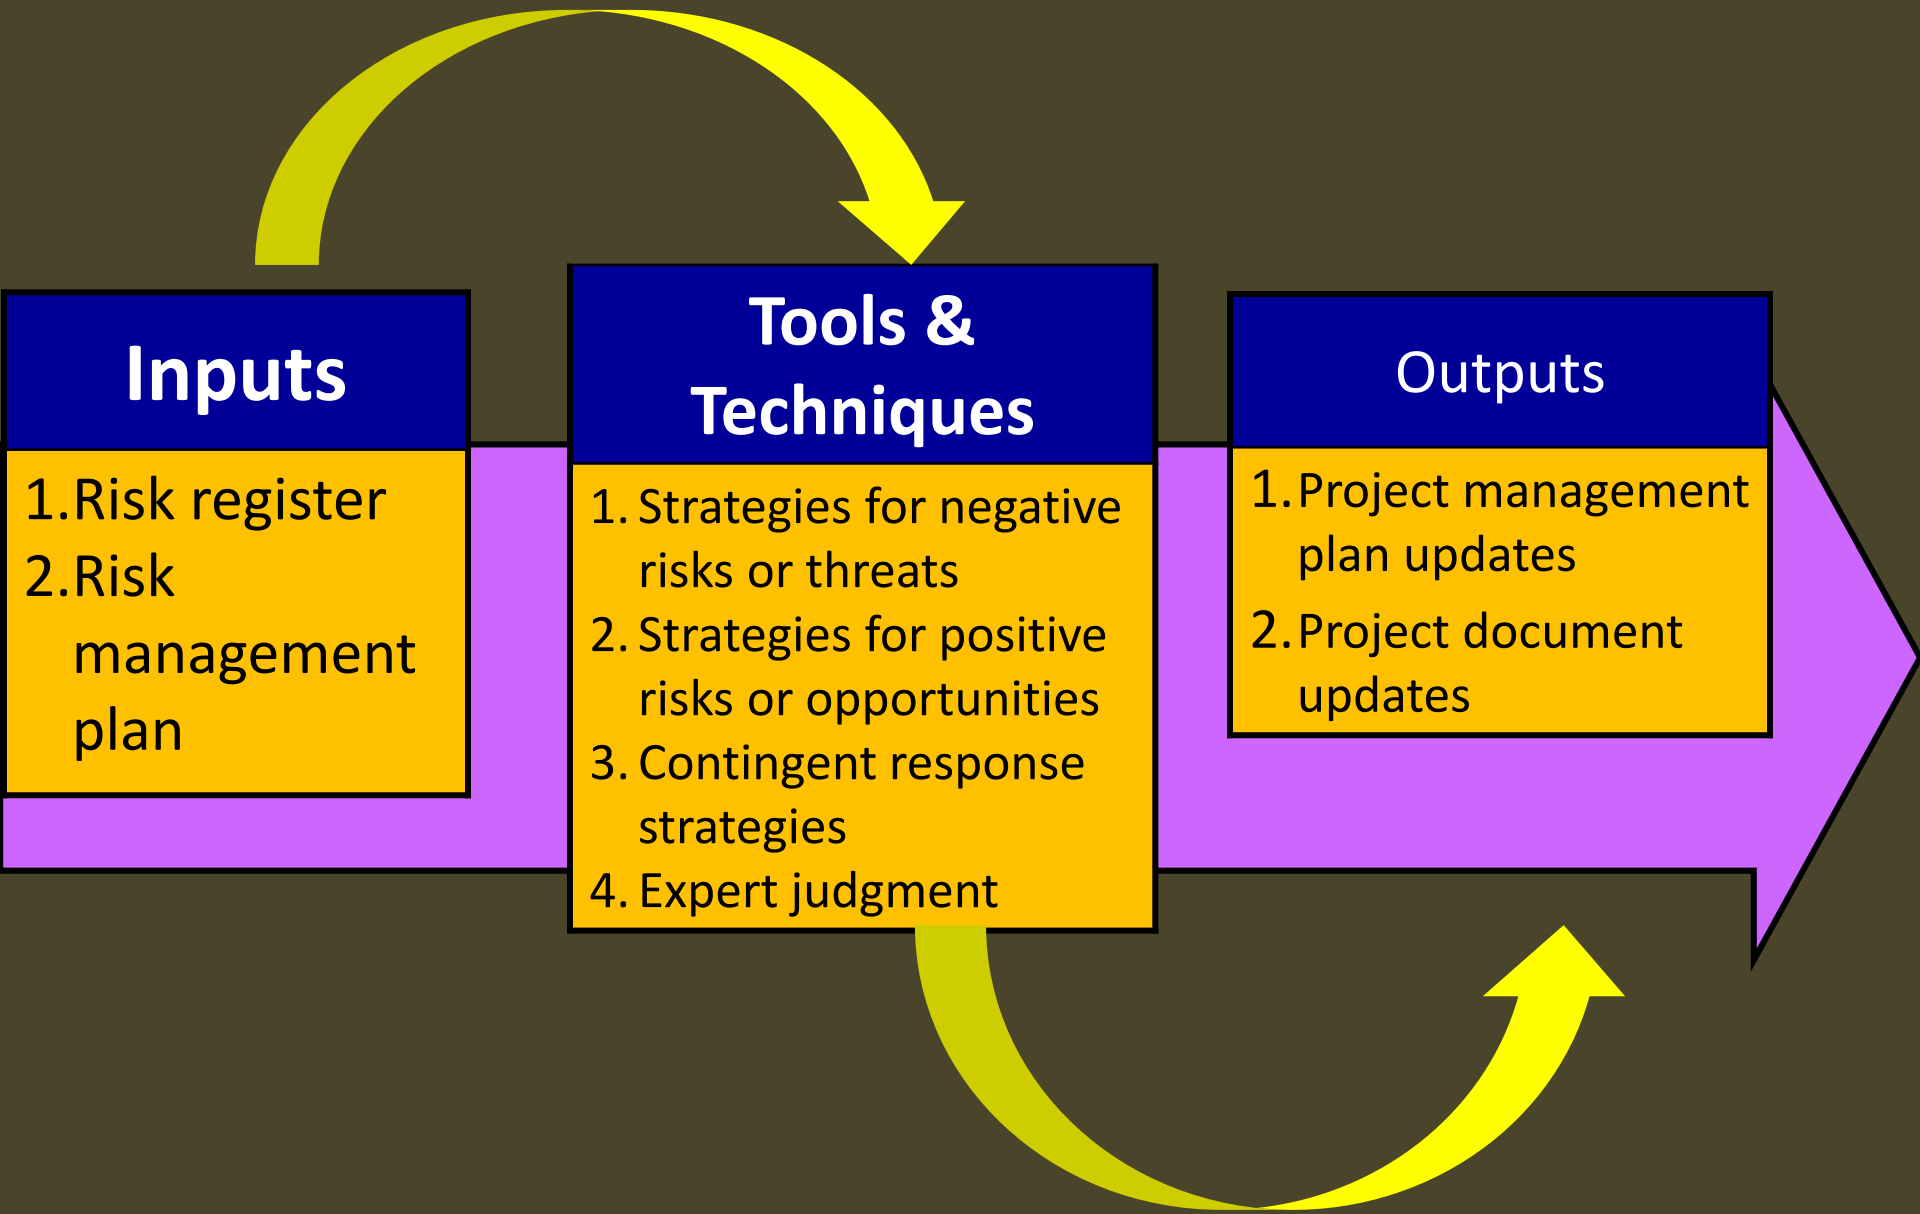 Inputs
1.Risk register
2.Risk
management
plan
Tools &
Techniques
1. Strategies for negative
risks or threats
2. Strategies for positive
risks or opportunities
3. Contingent response
strategies
4. Expert judgment
Outputs
1.Project management
plan updates
2.Project document
updates